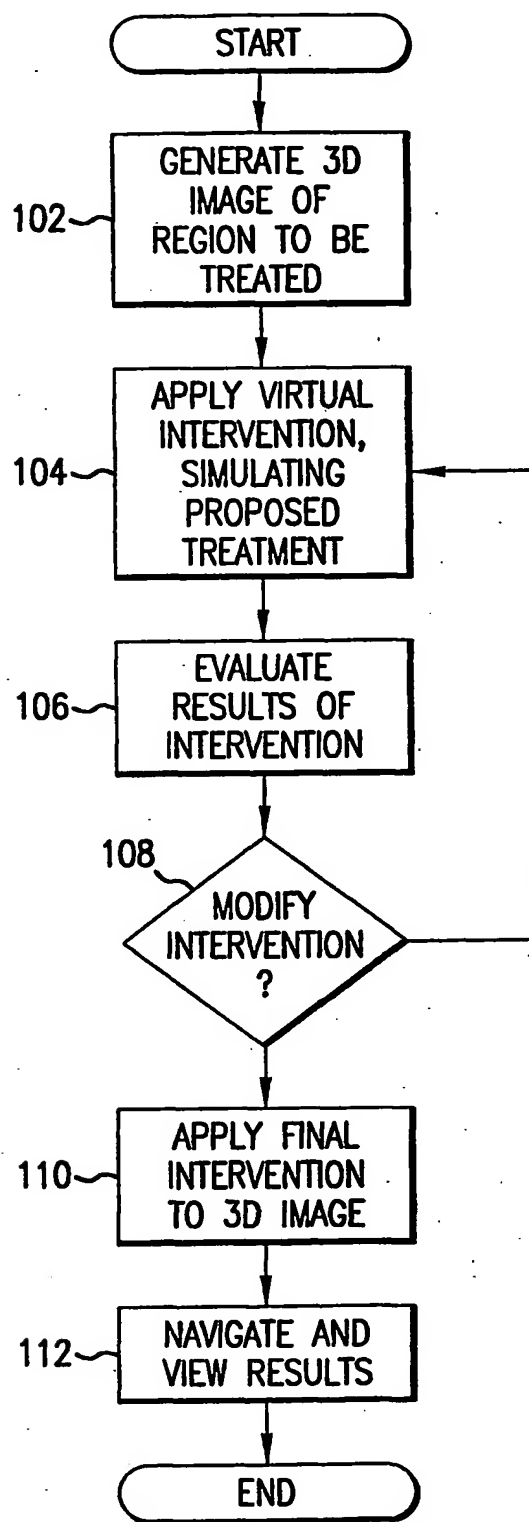 START
102
GENERATE 3D
IMAGE OF
REGION TO BE
TREATED
104
APPLY VIRTUAL
INTERVENTION,
SIMULATING
PROPOSED
TREATMENT
106
EVALUATE
RESULTS OF
INTERVENTION
108
MODIFY
INTERVENTION
?
110
APPLY FINAL
INTERVENTION
TO 3D IMAGE
112
NAVIGATE AND
VIEW RESULTS
END